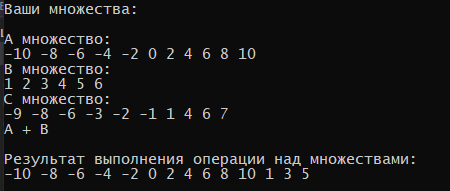 Ваши множества:
А множество:
-10 -8 -6 -4 -2 0 2 4 6 8 10
В множество:
1 2 3 4 5 6
С множество:
-9 -8 -6 -3 -2 -1 1 4 6 7
А + В
Результат выполнения операции над множествами:
-10 -8 -6 -4 -2 0 2 4 6 8 10 1 3 5